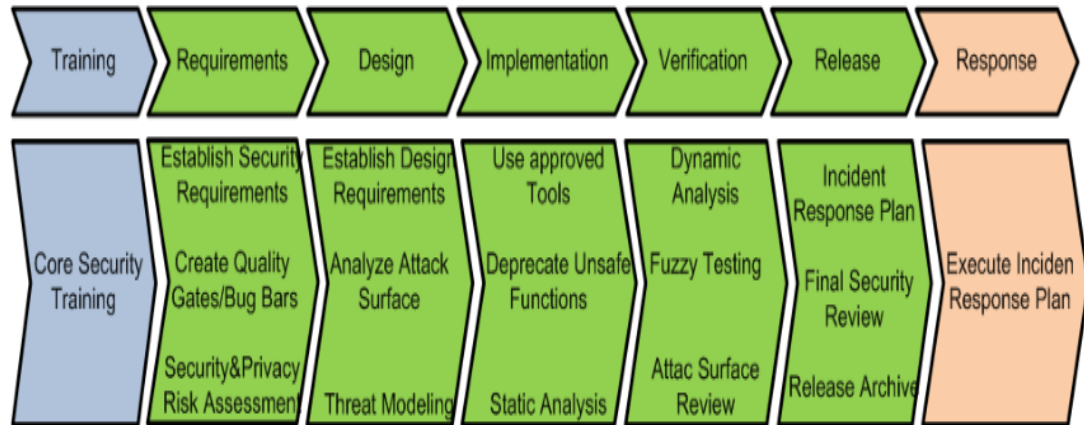 Training
Requirements
Design
Implementation
Verification
Release
Response
Core Security
Training
Establish Security
Requirements
Create Quality
Gates/Bug Bars
Security&Privacy
Risk Assessment
Establish Design
Requirements
Analyze Attack
Surface
Threat Modeling
Use approved
Tools
Deprecate Unsafe
Functions
Static Analysis
Dynamic
Analysis
Fuzzy Testing
Attac Surface
Review
Incident
Response Plan
Final Security
Review
Release Archive
Execute Inciden
Response Plan